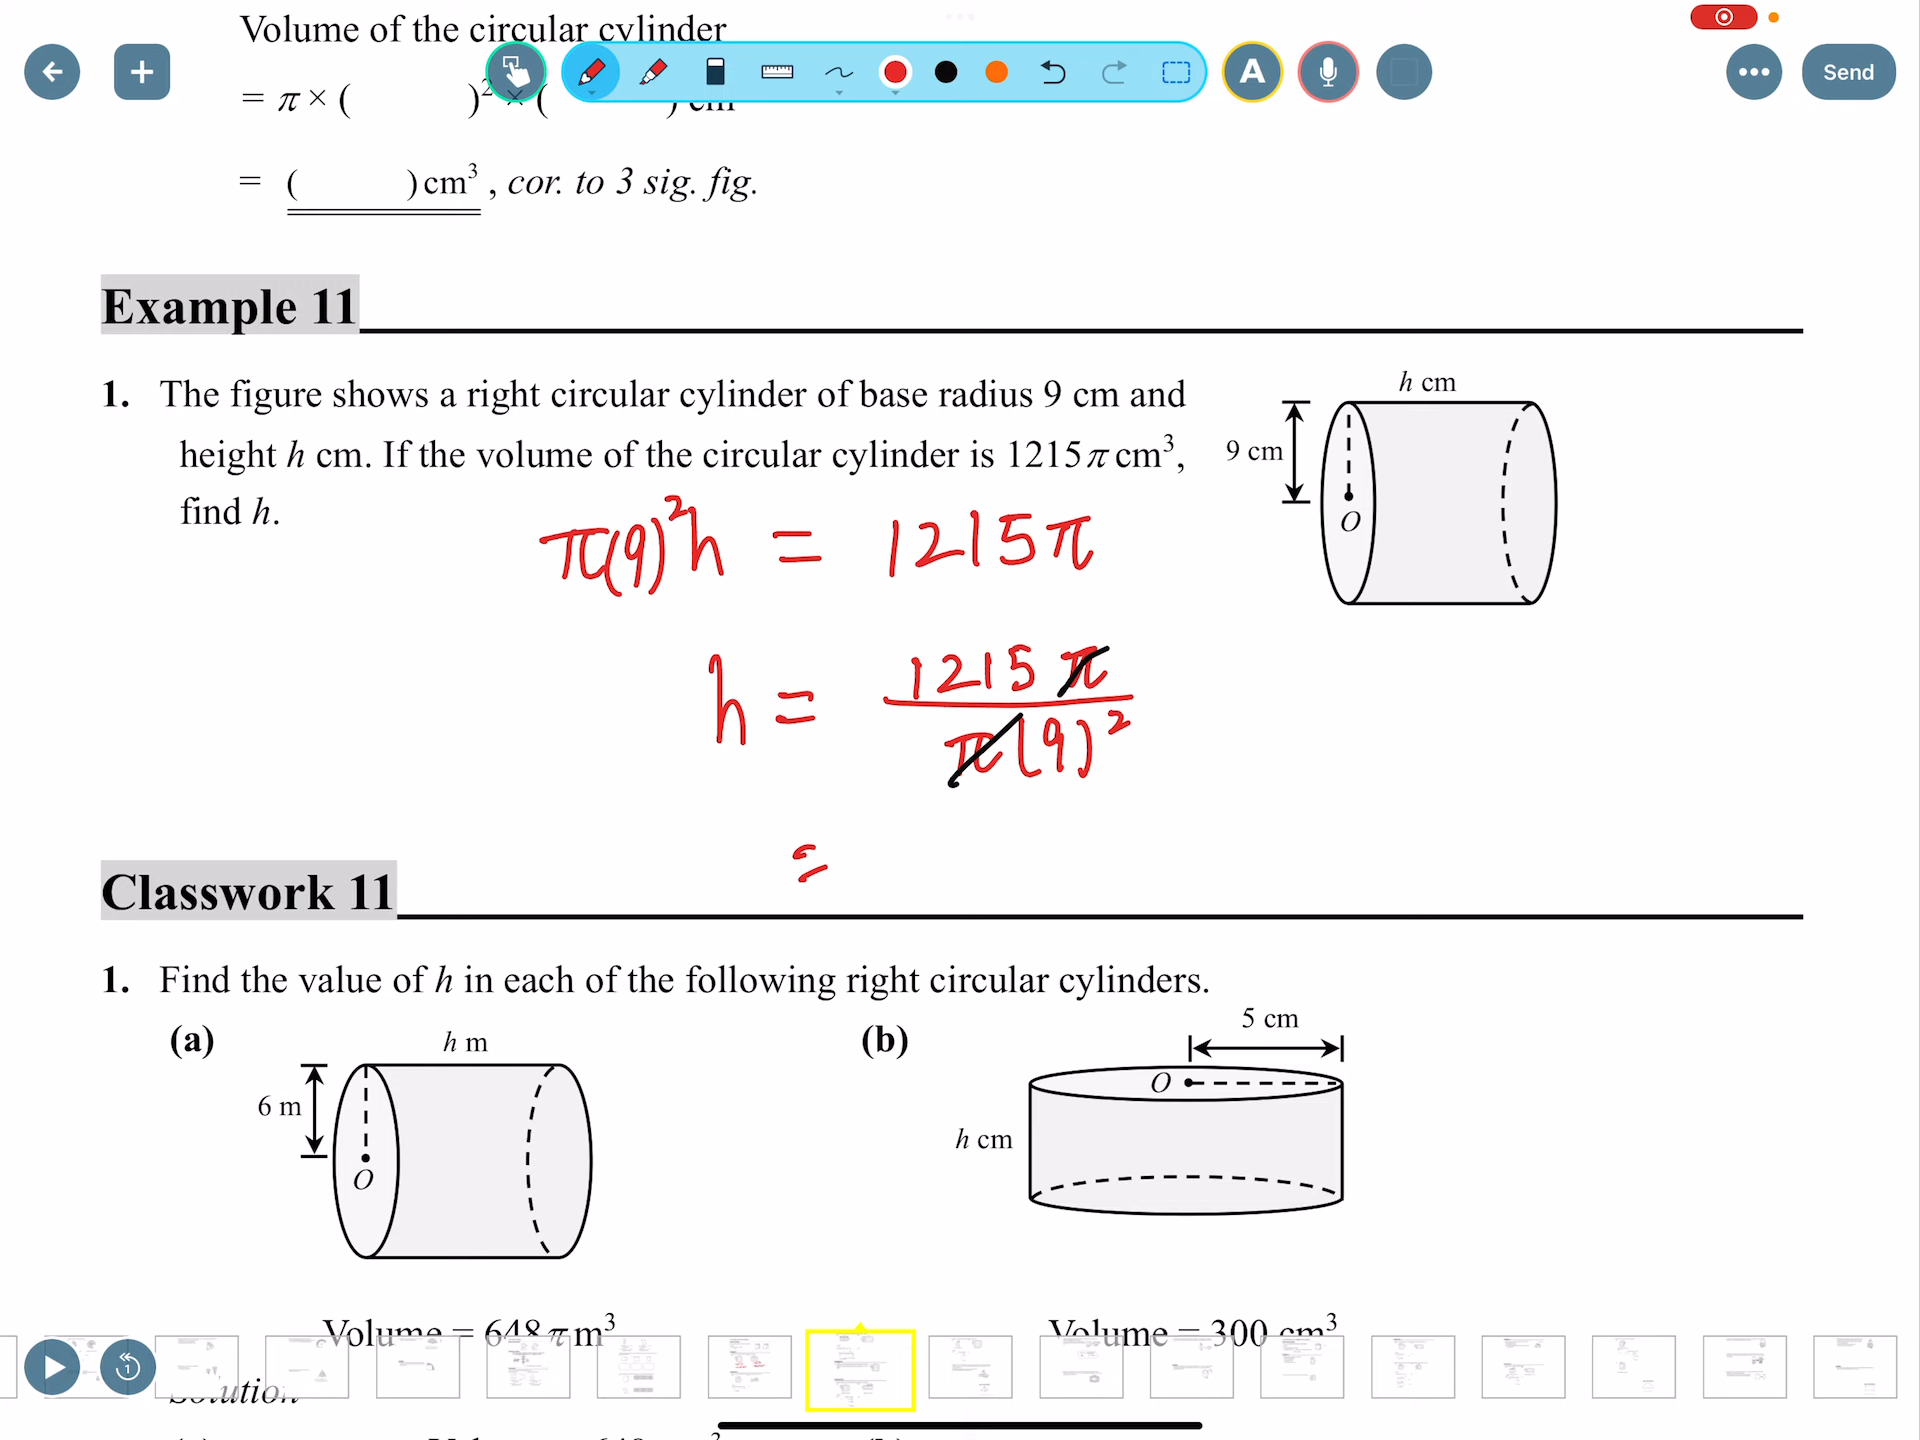 Volume of the circular cylinder
= π × ( )² × ( ) cm
= ( ) cm³ , cor. to 3 sig. fig.
Send
A
Example 11
1. The figure shows a right circular cylinder of base radius 9 cm and
height h cm. If the volume of the circular cylinder is 1215π cm³,
find h.
h cm
9 cm
O
π(9)²h = 1215π
h = 1215π / π(9)²
=
Classwork 11
1. Find the value of h in each of the following right circular cylinders.
(a)
h m
6 m
O
(b)
5 cm
O
h cm
Volume = 648π m³
Volume = 300 cm³
1
Solution